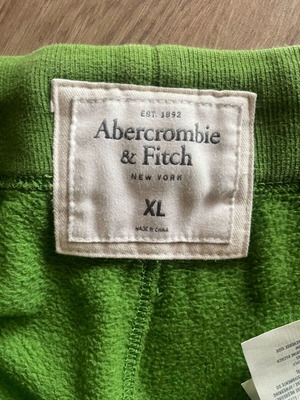 EST. 1892
Abercrombie
& Fitch
NEW YORK
XL
MADE IN CHINA